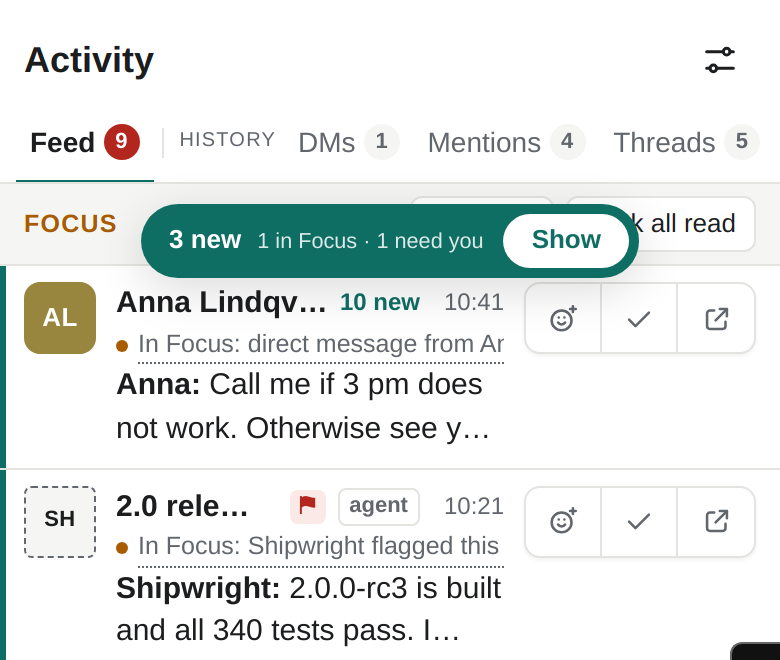 Activity
Feed 9 HISTORY DMs 1 Mentions 4 Threads 5
FOCUS 3 new 1 in Focus · 1 need you Show all read
AL Anna Lindqv… 10 new 10:41
In Focus: direct message from
Anna: Call me if 3 pm does
not work. Otherwise see y…
SH 2.0 rele… agent 10:21
In Focus: Shipwright flagged this
Shipwright: 2.0.0-rc3 is built
and all 340 tests pass. I…